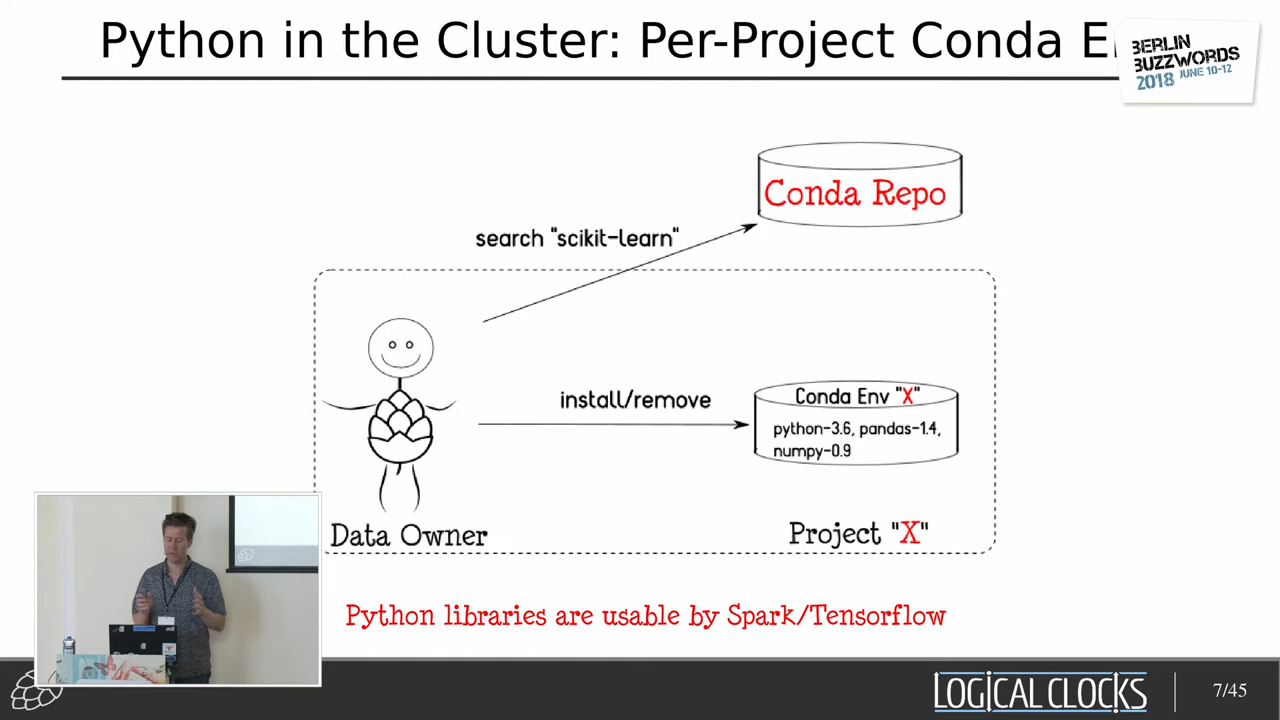 Python in the Cluster: Per-Project Conda E
BERLIN
BUZZWORDS
2018 JUNE 10-12
Conda Repo
search "scikit-learn"
install/remove
Conda Env "X"
python-3.6, pandas-1.4,
numpy-0.9
Data Owner
Project "X"
Python libraries are usable by Spark/Tensorflow
LOGICAL CLOCKS
7/45